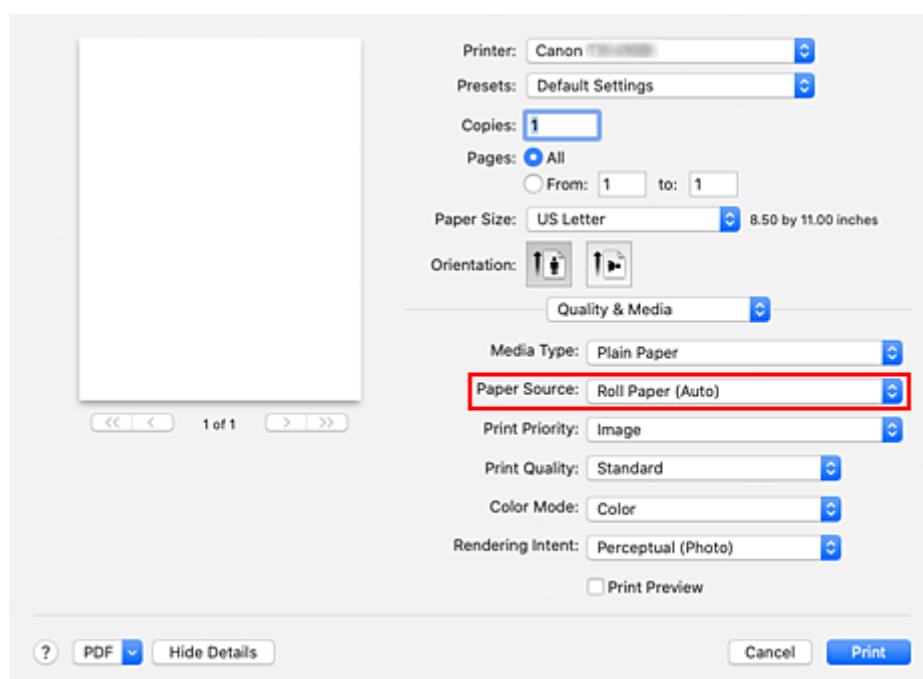 Printer: Canon
Presets: Default Settings
Copies: 1
Pages: All
From: 1 to: 1
Paper Size: US Letter 8.50 by 11.00 inches
Orientation:
Quality & Media
Media Type: Plain Paper
Paper Source: Roll Paper (Auto)
<< < 1 of 1 > >>
Print Priority: Image
Print Quality: Standard
Color Mode: Color
Rendering Intent: Perceptual (Photo)
Print Preview
? PDF Hide Details Cancel Print